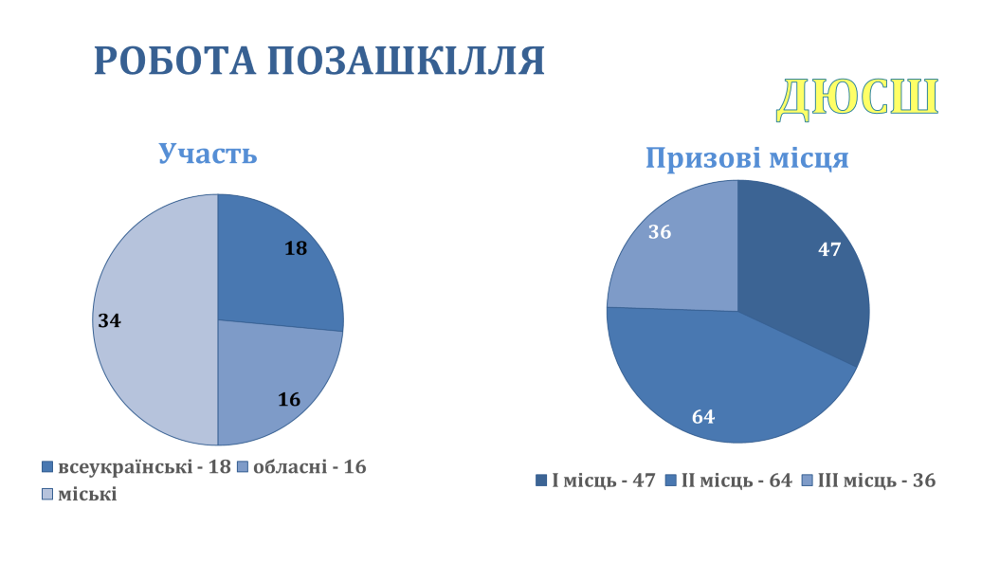 РОБОТА ПОЗАШКІЛЛЯ
ДЮСШ
Участь
18
34
16
всеукраїнські - 18 обласні - 16
міські
Призові місця
36
47
64
І місць - 47 ІІ місць - 64 ІІІ місць - 36